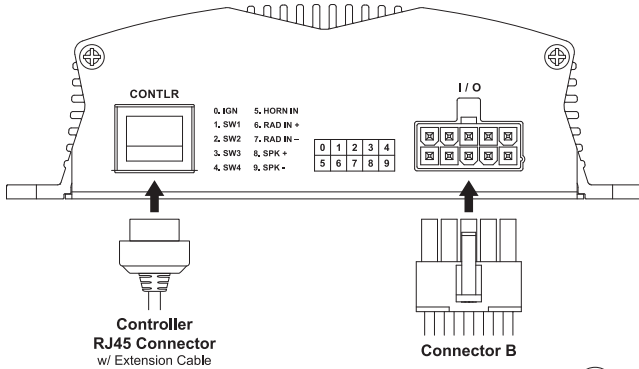 CONTLR
I / O
0. IGN 5. HORN IN
1. SW1 6. RAD IN +
2. SW2 7. RAD IN –
3. SW3 8. SPK +
4. SW4 9. SPK -
0 1 2 3 4
5 6 7 8 9
Controller
RJ45 Connector
w/ Extension Cable
Connector B